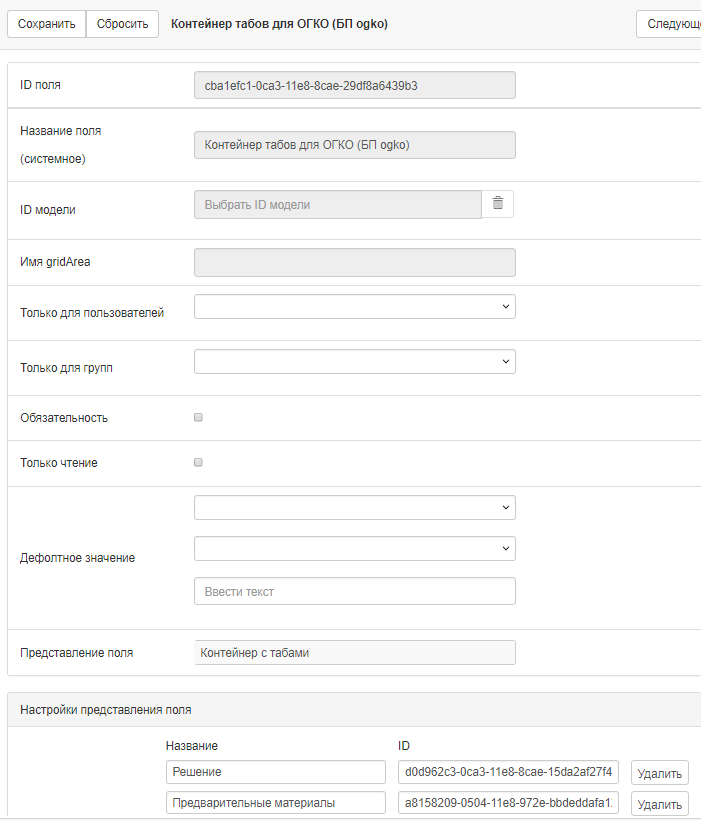 Сохранить Сбросить Контейнер табов для ОГКО (БП ogko)
ID поля cba1efc1-0ca3-11e8-8cae-29df8a6439b3
Название поля
(системное) Контейнер табов для ОГКО (БП ogko)
ID модели Выбрать ID модели
Имя gridArea
Только для пользователей
Только для групп
Обязательность
Только чтение
Дефолтное значение
Ввести текст
Представление поля Контейнер с табами
Настройки представления поля
Название ID
Решение d0d962c3-0ca3-11e8-8cae-15da2af27f4 Удалить
Предварительные материалы a8158209-0504-11e8-972e-bbdeddafa1 Удалить